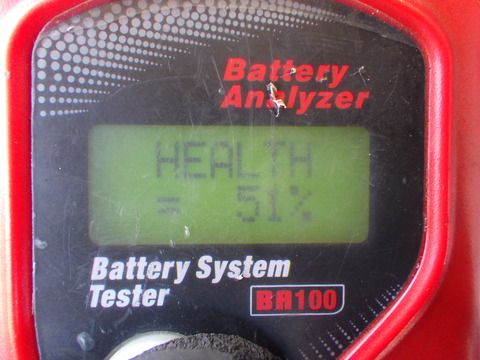 Battery
Analyzer
HEALTH
= 51%
Battery System
Tester
BA100